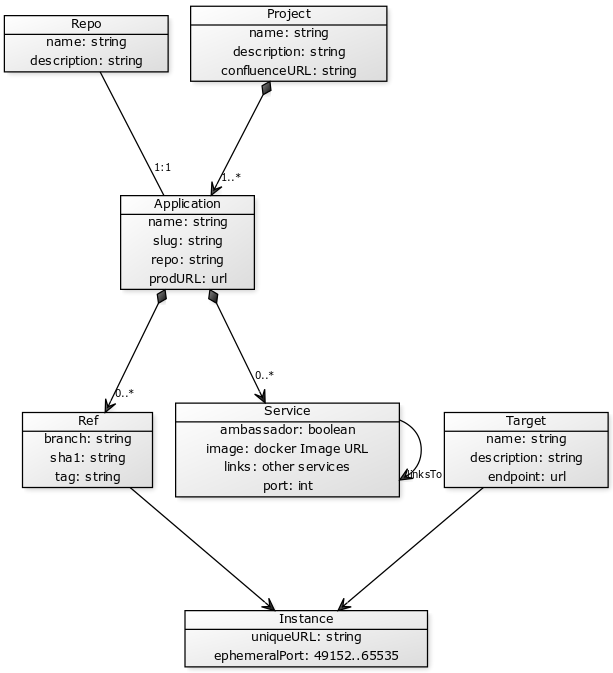 Repo
name: string
description: string
Project
name: string
description: string
confluenceURL: string
1:1
1..*
Application
name: string
slug: string
repo: string
prodURL: url
0..*
0..*
Ref
branch: string
sha1: string
tag: string
Service
ambassador: boolean
image: docker Image URL
links: other services
port: int
linksTo
Target
name: string
description: string
endpoint: url
Instance
uniqueURL: string
ephemeralPort: 49152..65535